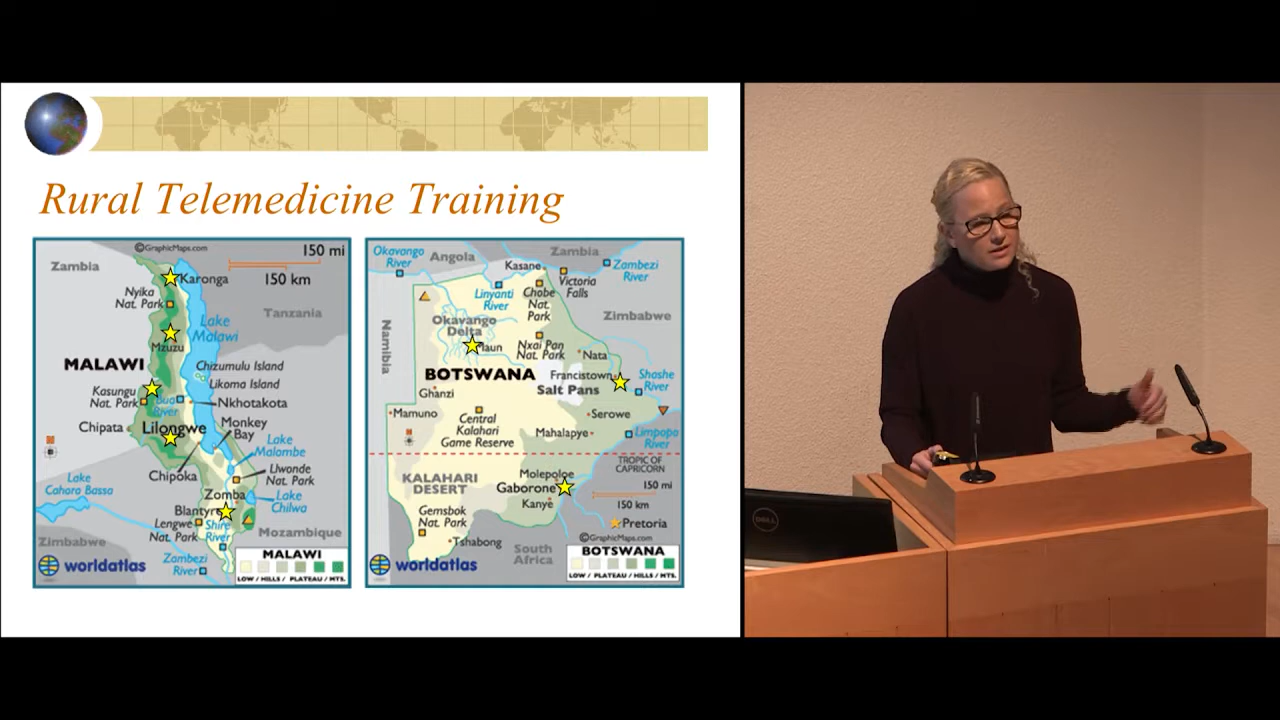 Rural Telemedicine Training
©GraphicMaps.com
150 mi
150 km
Zambia
Karonga
Nyika
Nat. Park
Tanzania
Lake
Malawi
Mzuzu
MALAWI
Chizumulu Island
Likoma Island
Kasungu
Nat. Park
Bua
River
Nkhotakota
Chipata
Lilongwe
Monkey
Bay
Lake
Malombe
Chipoka
Liwonde
Nat. Park
Lake
Cahora Bassa
Zomba
Lake
Chilwa
Blantyre
Lengwe
Nat. Park
Shire
River
Mozambique
Zimbabwe
Zambezi
River
worldatlas
MALAWI
LOW / HILLS / PLATEAU / MTS.
Okavango
River
Angola
Zambia
Kasane
Zambezi
River
Victoria
Falls
Linyanti
River
Chobe
Nat.
Park
Namibia
Okavango
Delta
Zimbabwe
Maun
Nxai Pan
Nat. Park
Nata
BOTSWANA
Francistown
Salt Pans
Shashe
River
Ghanzi
Mamuno
Central
Kalahari
Game Reserve
Serowe
Mahalapye
Limpopo
River
TROPIC OF
CAPRICORN
KALAHARI
DESERT
Molepoloe
Gaborone
150 mi
150 km
Kanye
Gemsbok
Nat. Park
Pretoria
Tshabong
South
Africa
©GraphicMaps.com
worldatlas
BOTSWANA
LOW / PLATEAU / HILLS / MTS.
DELL